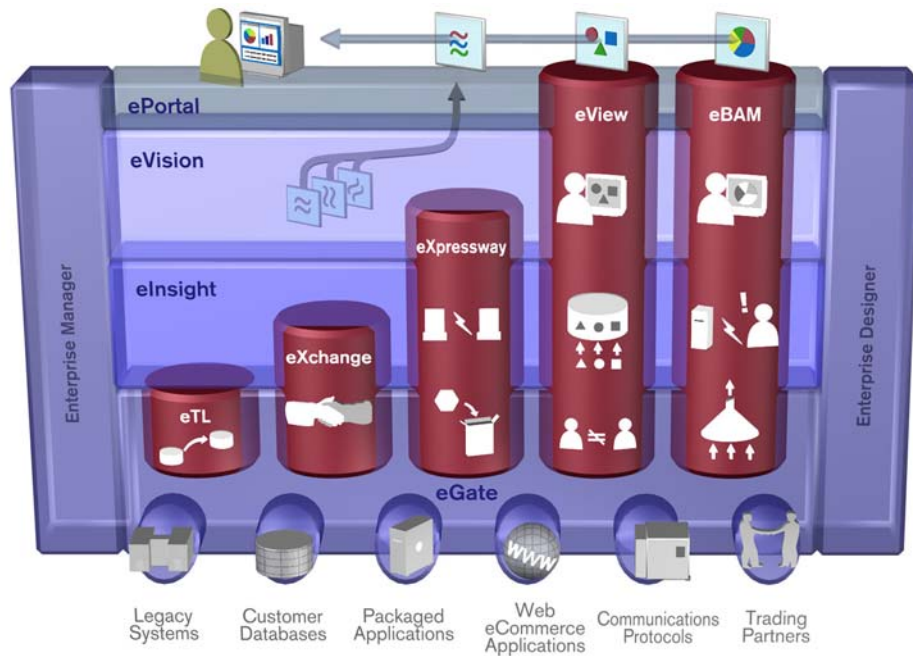 ePortal
eView
eBAM
eVision
eXpressway
Enterprise Manager
eInsight
Enterprise Designer
eXchange
eTL
eGate
WWW
Legacy
Systems
Customer
Databases
Packaged
Applications
Web
eCommerce
Applications
Communications
Protocols
Trading
Partners